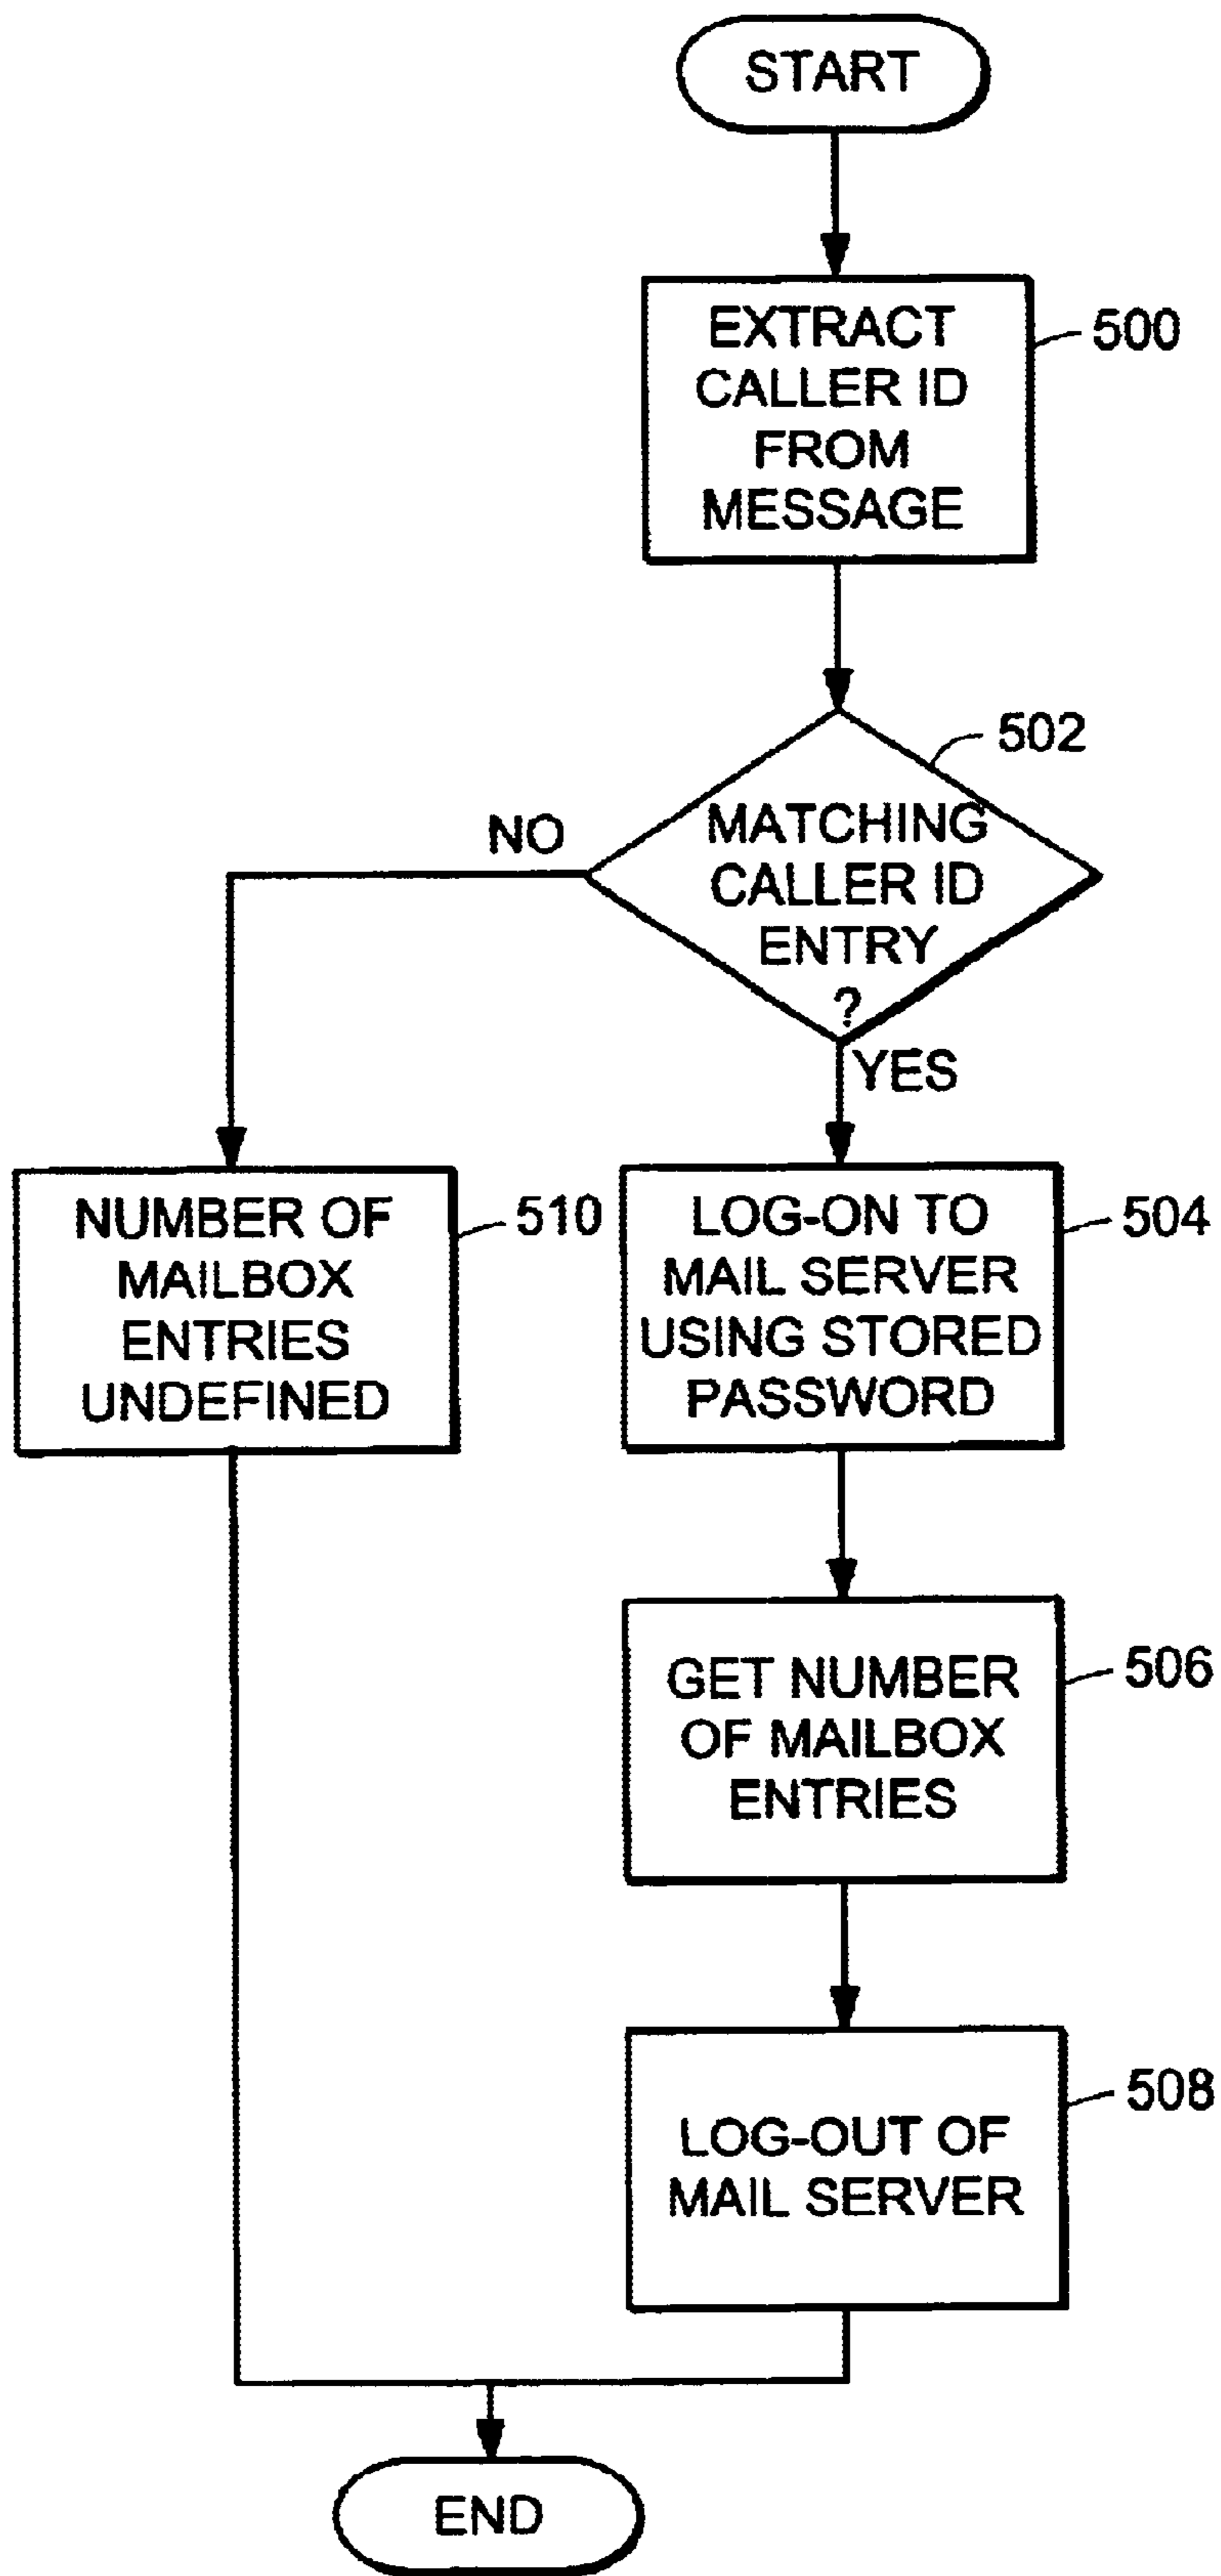 START
EXTRACT
CALLER ID
FROM
MESSAGE
500
502
MATCHING
CALLER ID
ENTRY
?
NO
YES
NUMBER OF
MAILBOX
ENTRIES
UNDEFINED
510
LOG-ON TO
MAIL SERVER
USING STORED
PASSWORD
504
GET NUMBER
OF MAILBOX
ENTRIES
506
LOG-OUT OF
MAIL SERVER
508
END